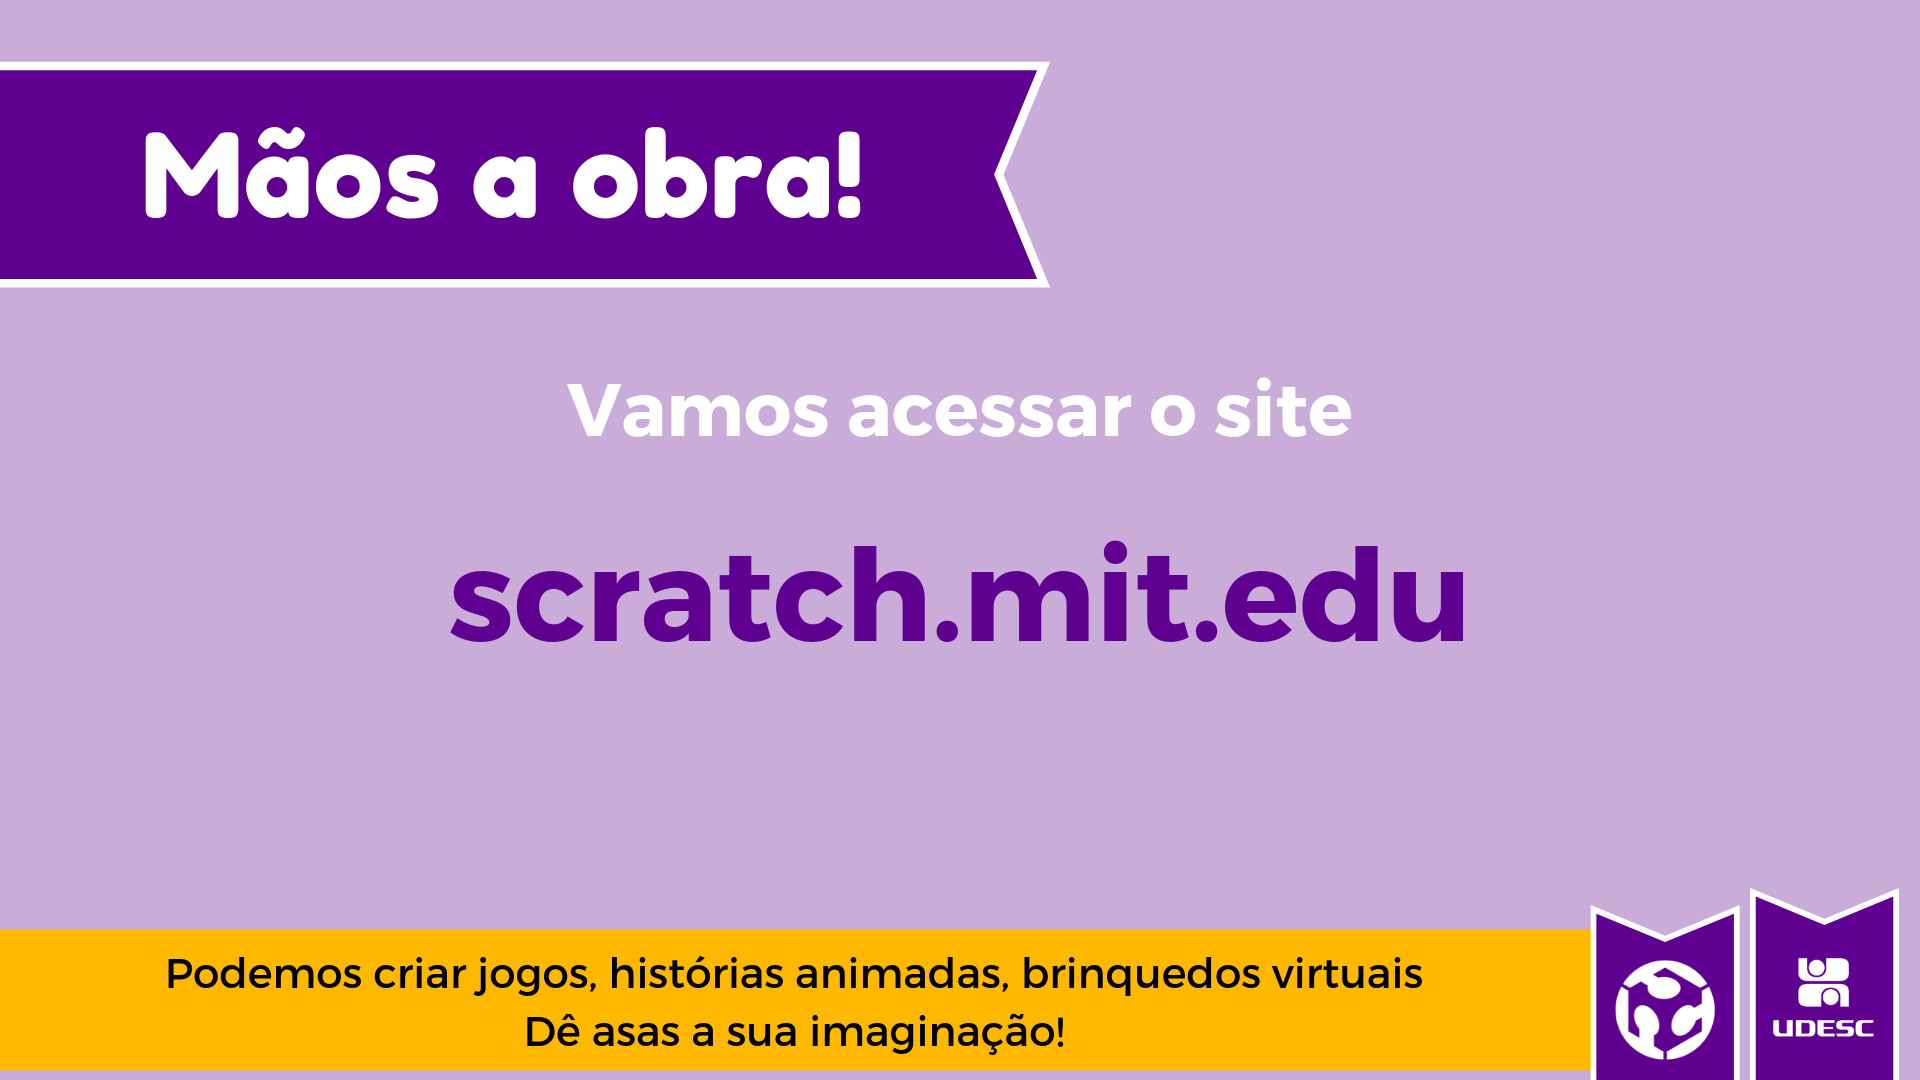 Mãos a obra!
Vamos acessar o site
scratch.mit.edu
Podemos criar jogos, histórias animadas, brinquedos virtuais
Dê asas a sua imaginação!
UDESC